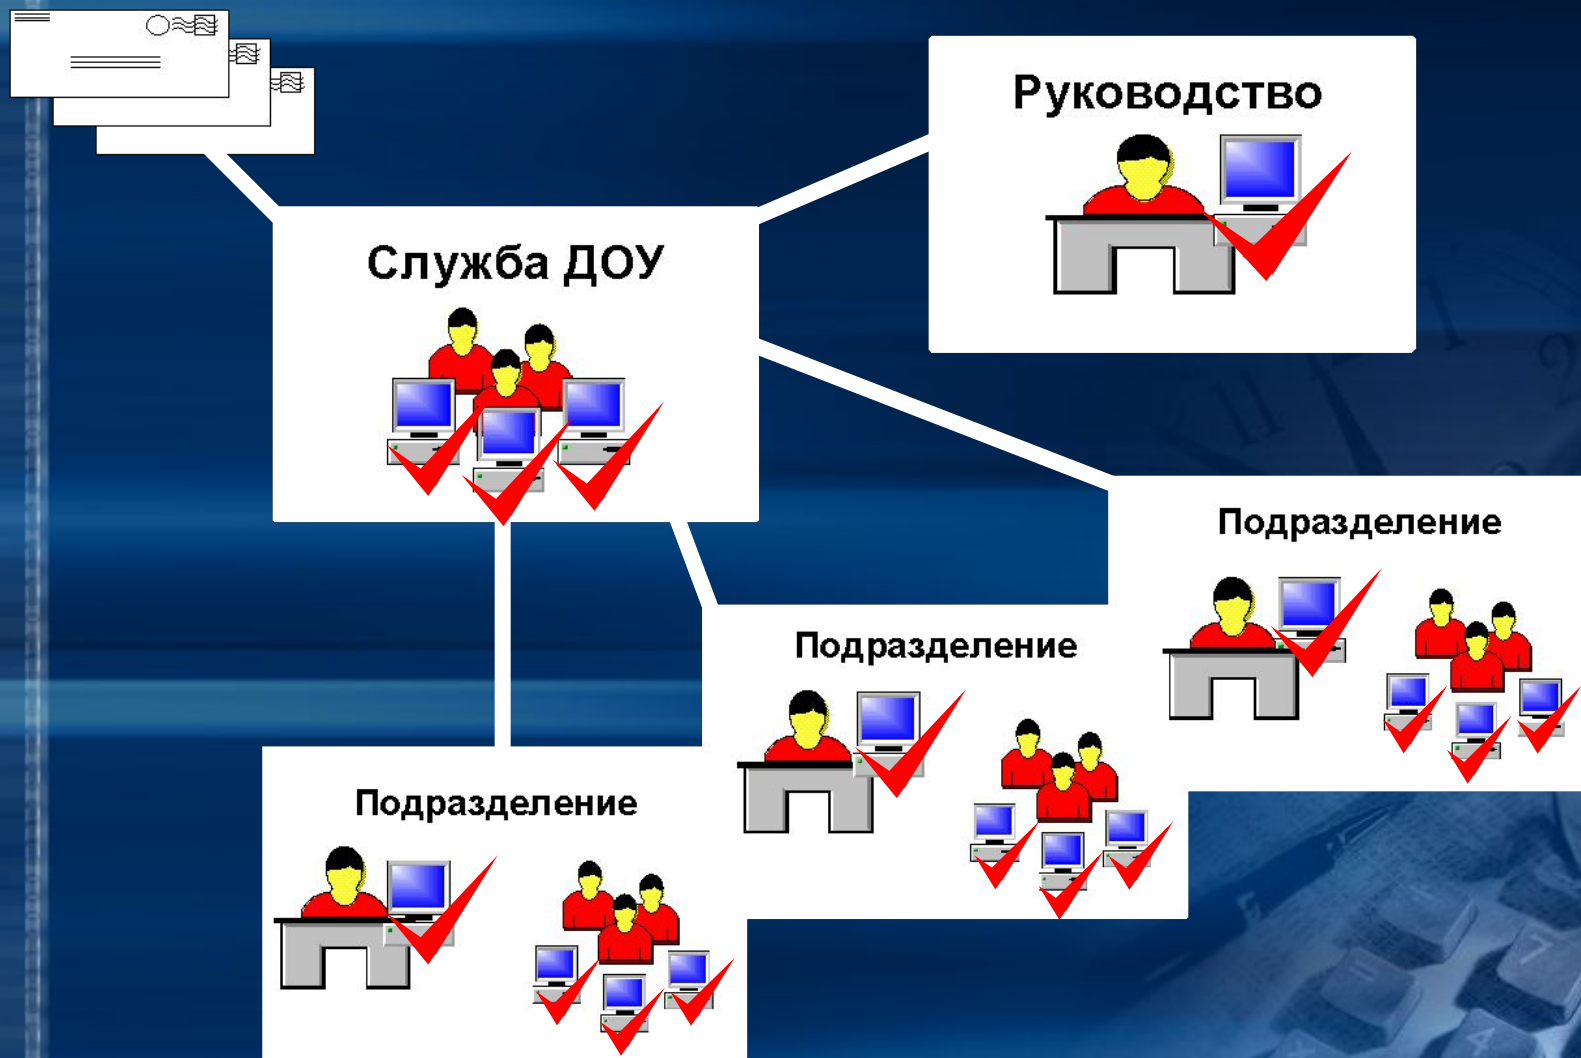 Руководство
Служба ДОУ
Подразделение
Подразделение
Подразделение